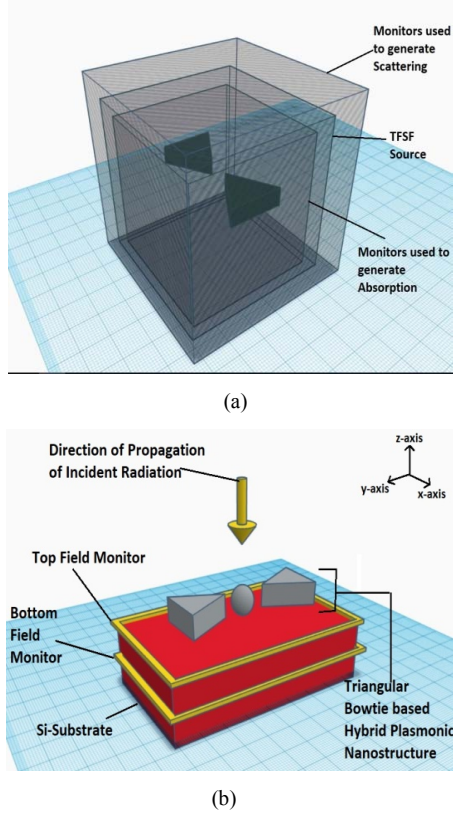 Monitors used
to generate
Scattering
TFSF
Source
Monitors used to
generate
Absorption
(a)
Direction of Propagation
of Incident Radiation
z-axis
y-axis
x-axis
Top Field Monitor
Bottom
Field
Monitor
Si-Substrate
Triangular
Bowtie based
Hybrid Plasmonic
Nanostructure
(b)